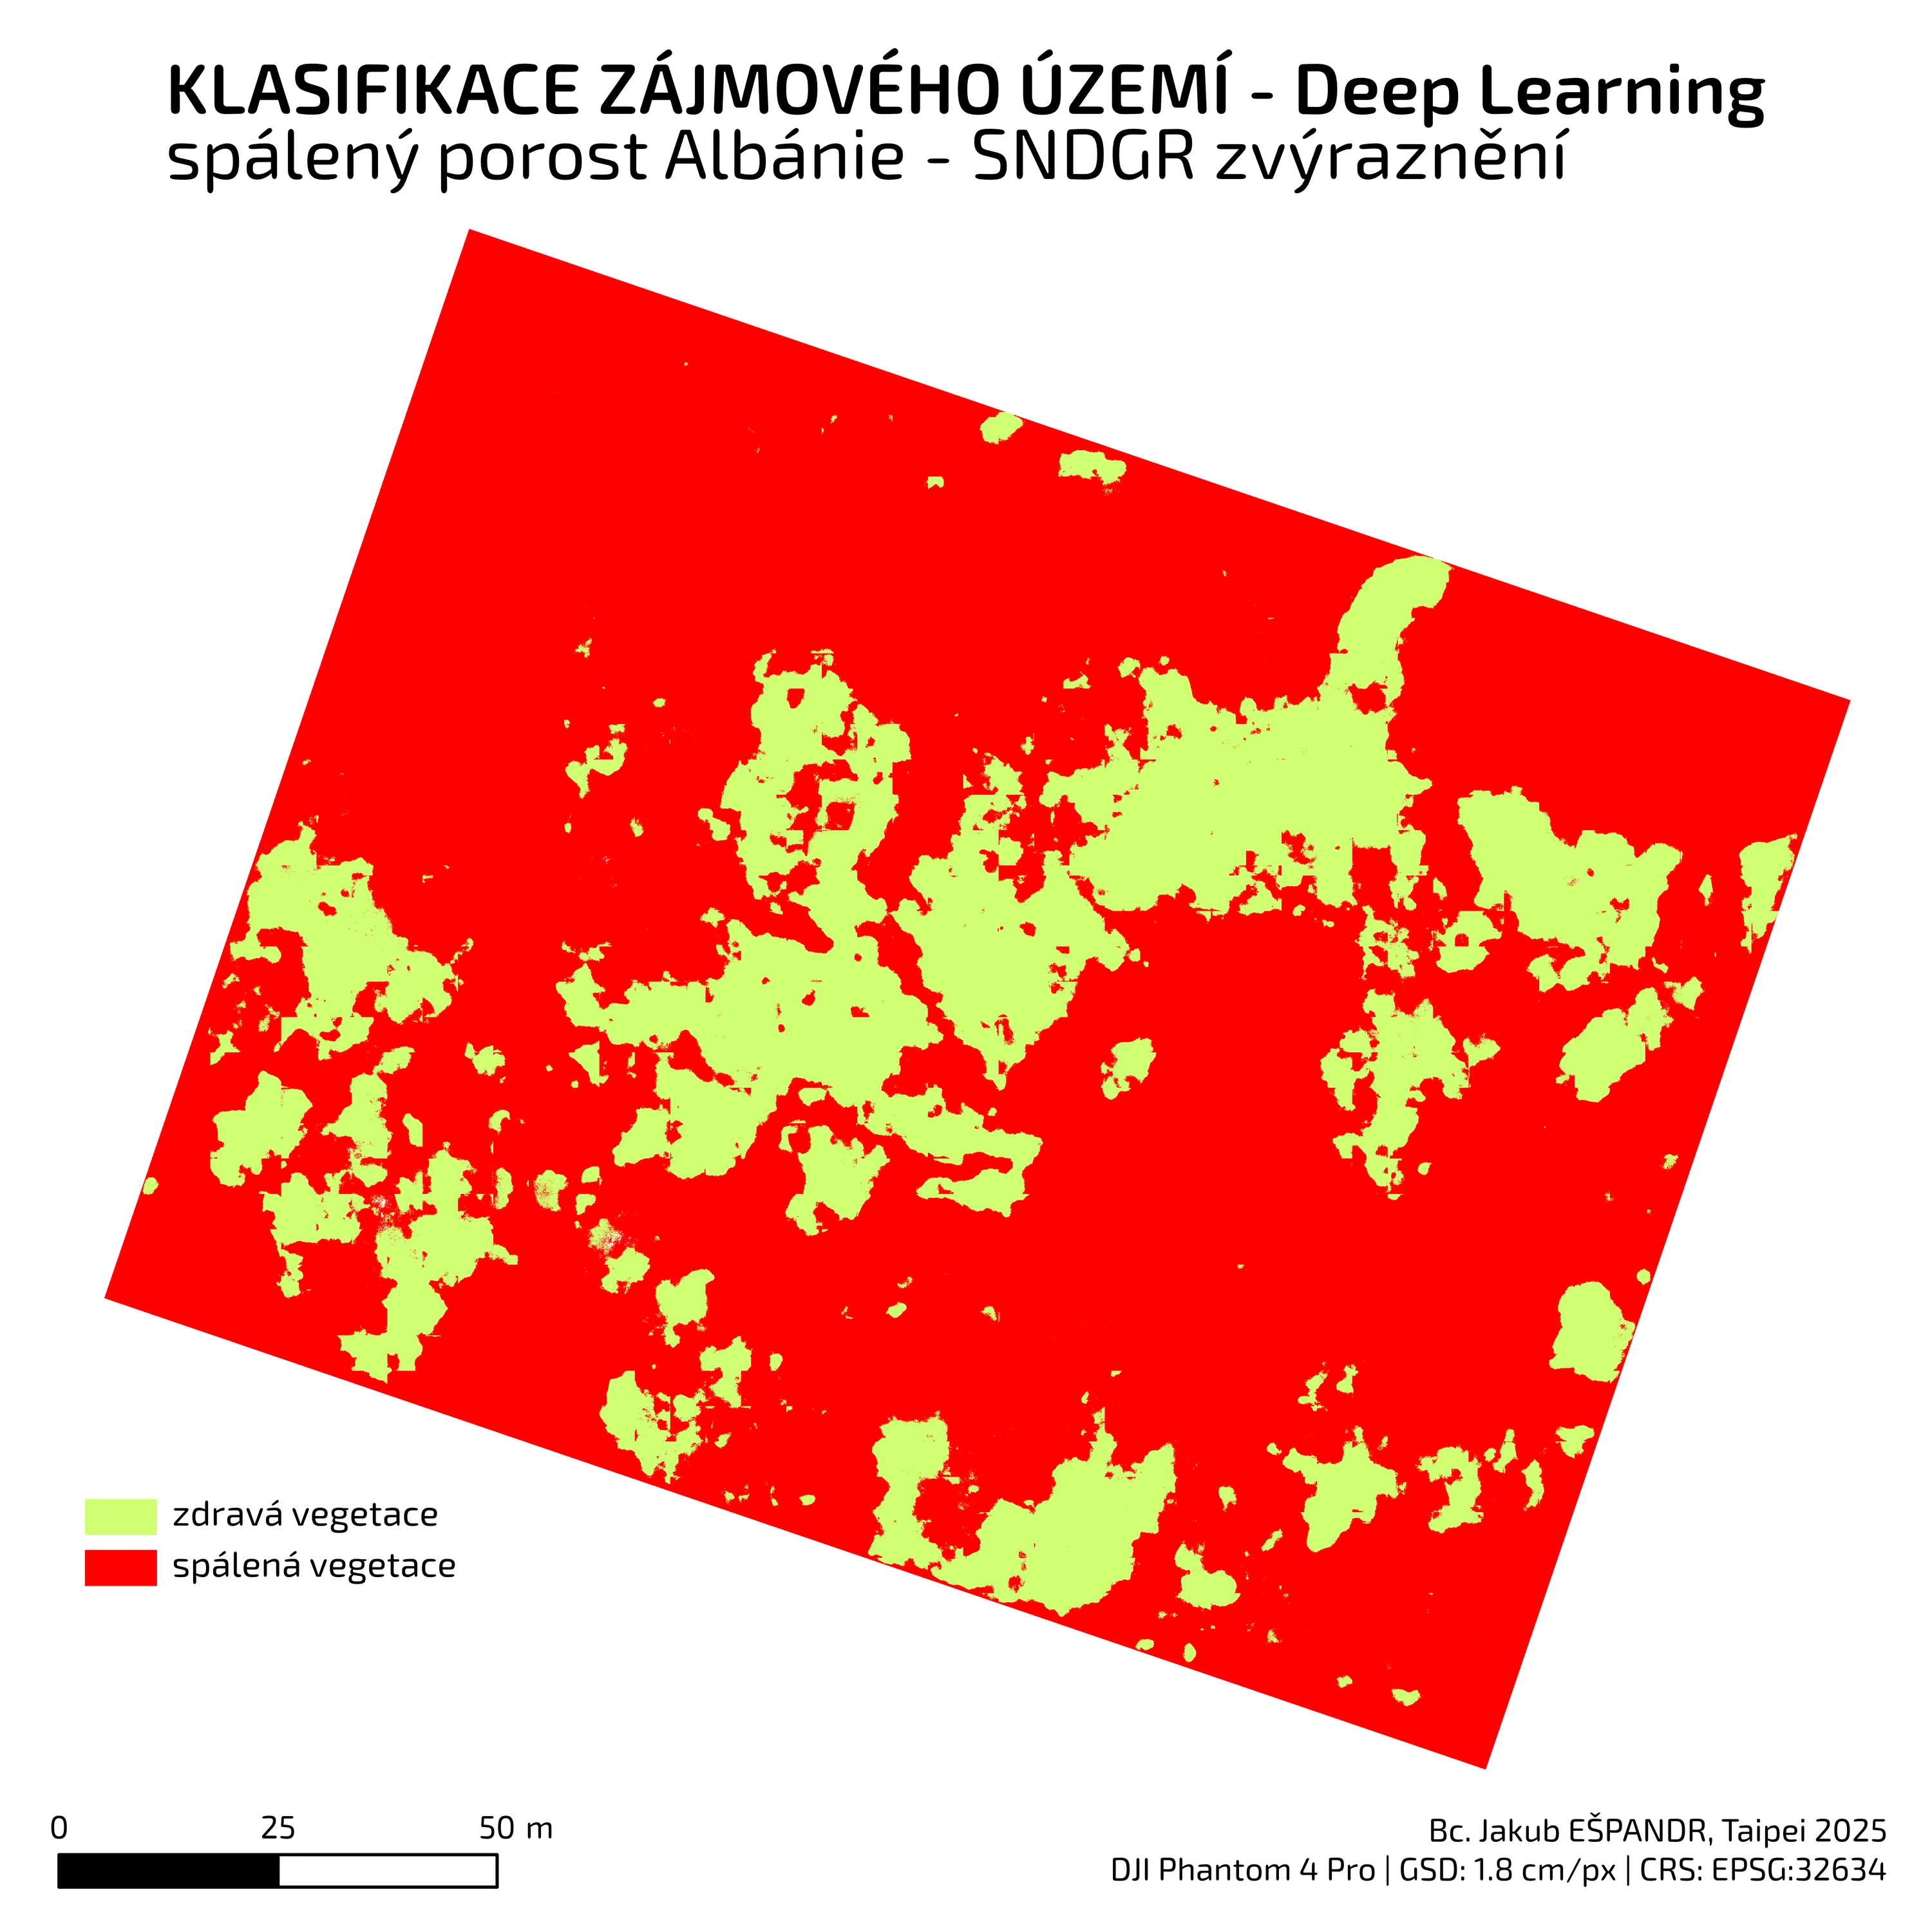 KLASIFIKACE ZÁJMOVÉHO ÚZEMÍ - Deep Learning
spálený porost Albánie - SNDGR zvýraznění
zdravá vegetace
spálená vegetace
0 25 50 m
Bc. Jakub EŠPANDR, Taipei 2025
DJI Phantom 4 Pro | GSD: 1.8 cm/px | CRS: EPSG:32634